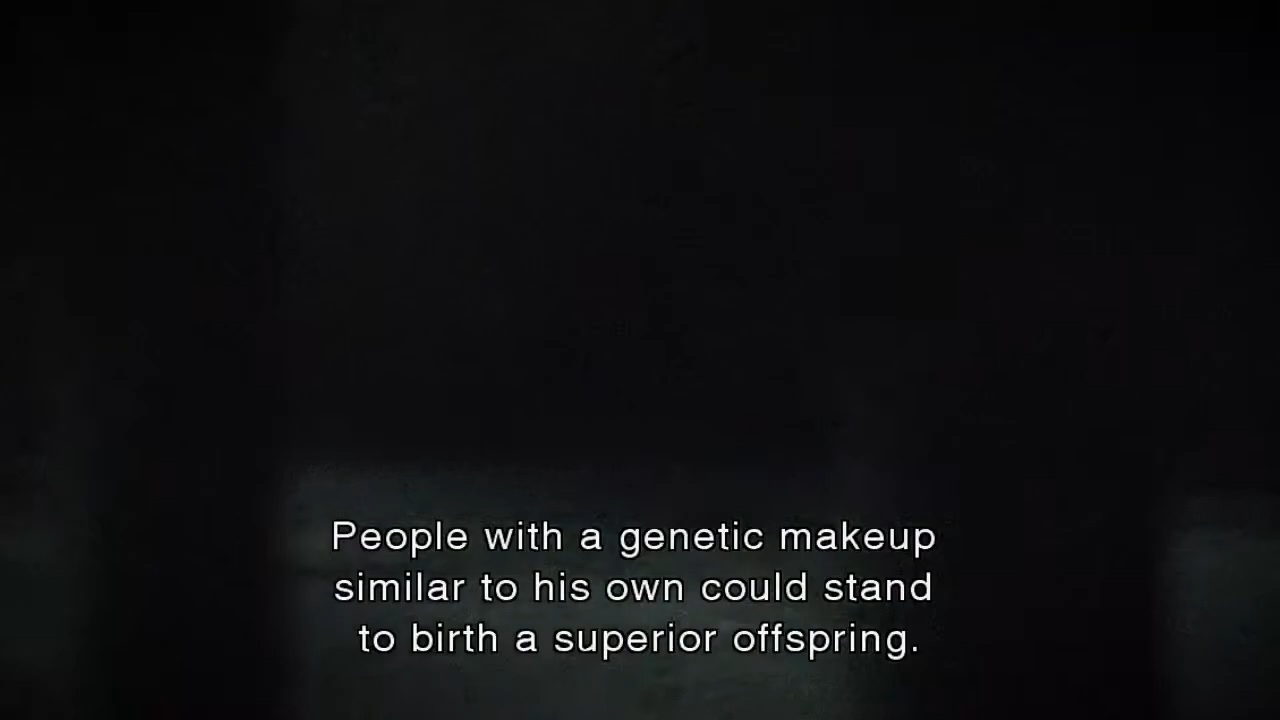 People with a genetic makeup
similar to his own could stand
to birth a superior offspring.